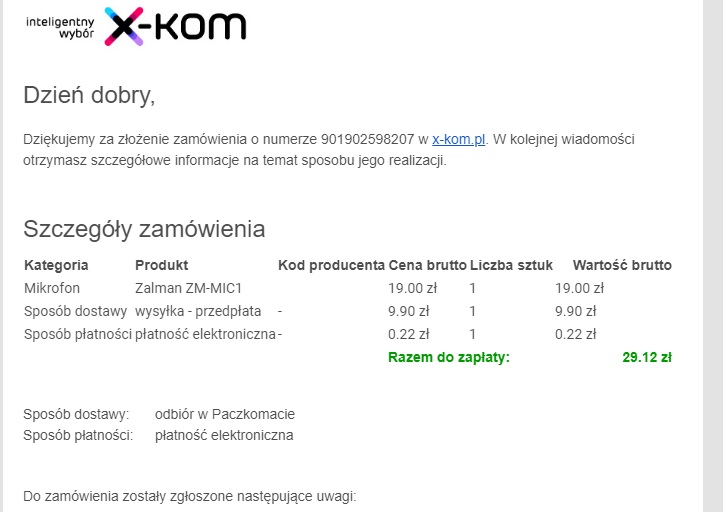 inteligentny
wybór
x-kom
Dzień dobry,
Dziękujemy za złożenie zamówienia o numerze 901902598207 w x-kom.pl. W kolejnej wiadomości
otrzymasz szczegółowe informacje na temat sposobu jego realizacji.
Szczegóły zamówienia
Kategoria Produkt Kod producenta Cena brutto Liczba sztuk Wartość brutto
Mikrofon Zalman ZM-MIC1 19.00 zł 1 19.00 zł
Sposób dostawy wysyłka - przedpłata - 9.90 zł 1 9.90 zł
Sposób płatności płatność elektroniczna - 0.22 zł 1 0.22 zł
Razem do zapłaty: 29.12 zł
Sposób dostawy: odbiór w Paczkomacie
Sposób płatności: płatność elektroniczna
Do zamówienia zostały zgłoszone następujące uwagi: